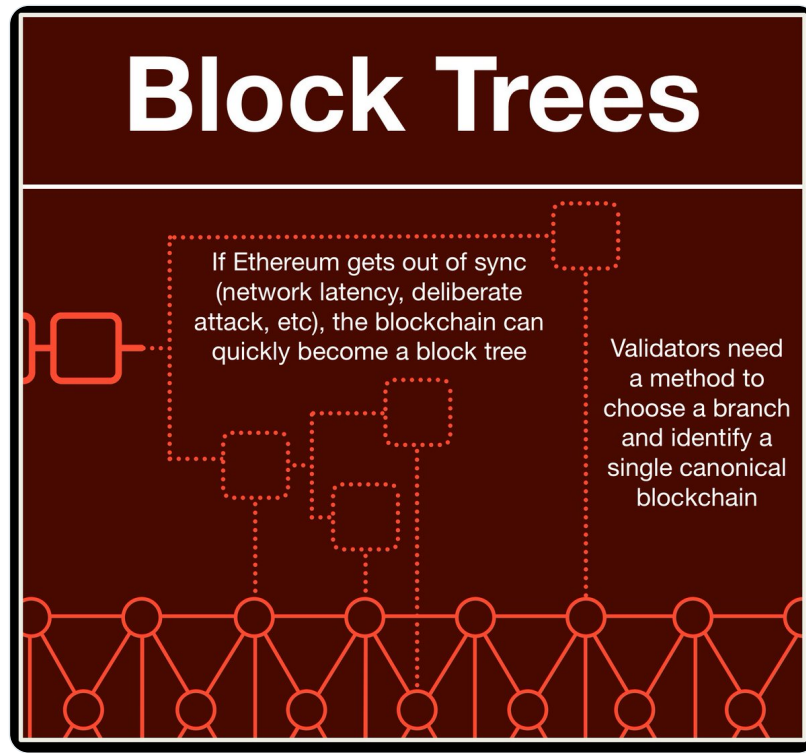 Block Trees
If Ethereum gets out of sync
(network latency, deliberate
attack, etc), the blockchain can
quickly become a block tree
Validators need
a method to
choose a branch
and identify a
single canonical
blockchain